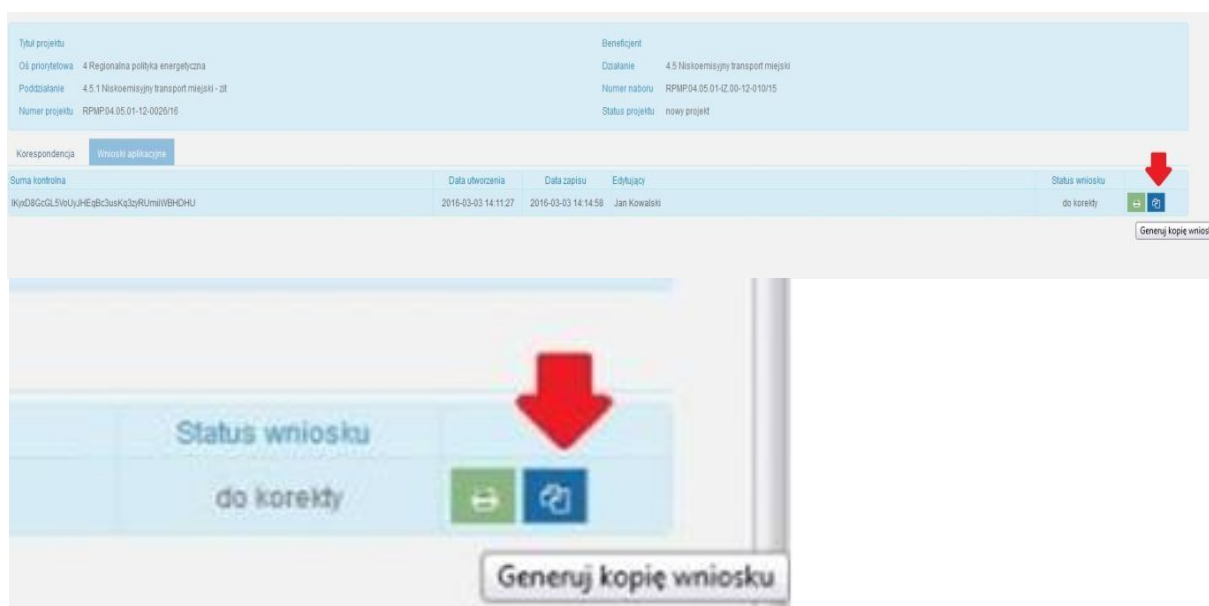 Tytuł projektu Beneficjent
Oś priorytetowa 4 Regionalna polityka energetyczna Działanie 4.5 Niskoemisyjny transport miejski
Poddziałanie 4.5.1 Niskoemisyjny transport miejski - zit Numer naboru RPMP.04.05.01-IZ.00-12-010/15
Numer projektu RPMP.04.05.01-12-0026/16 Status projektu nowy projekt
Korespondencja Wnioski aplikacyjne
Suma kontrolna Data utworzenia Data zapisu Edytujący Status wniosku
2016-03-03 14:11:27 2016-03-03 14:14:58 Jan Kowalski do korekty
Generuj kopię wnios
Status wniosku
do korekty
Generuj kopię wniosku